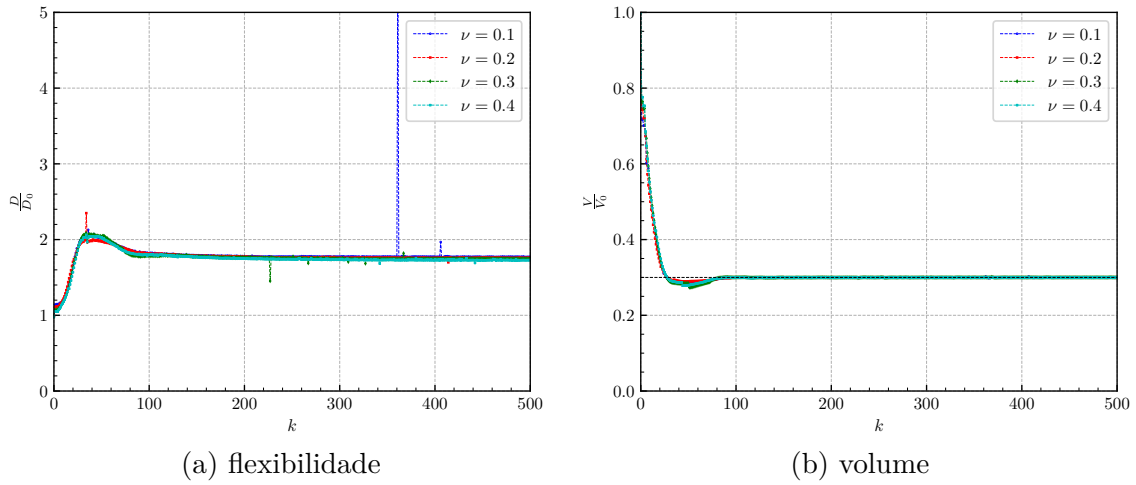 5
4
3
2
1
0
D/D₀
0 100 200 300 400 500
k
ν = 0.1
ν = 0.2
ν = 0.3
ν = 0.4
(a) flexibilidade
1.0
0.8
0.6
0.4
0.2
0.0
V/V₀
0 100 200 300 400 500
k
ν = 0.1
ν = 0.2
ν = 0.3
ν = 0.4
(b) volume